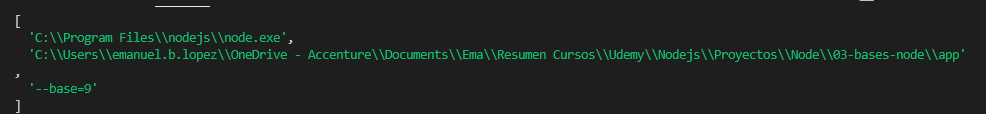 [
'C:\\Program Files\\nodejs\\node.exe',
'C:\\Users\\emanuel.b.lopez\\OneDrive - Accenture\\Documents\\Ema\\Resumen Cursos\\Udemy\\Nodejs\\Proyectos\\Node\\03-bases-node\\app'
,
'--base=9'
]